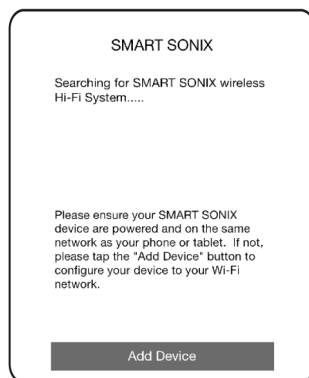 SMART SONIX
Searching for SMART SONIX wireless
Hi-Fi System.....
Please ensure your SMART SONIX
device are powered and on the same
network as your phone or tablet. If not,
please tap the "Add Device" button to
configure your device to your Wi-Fi
network.
Add Device